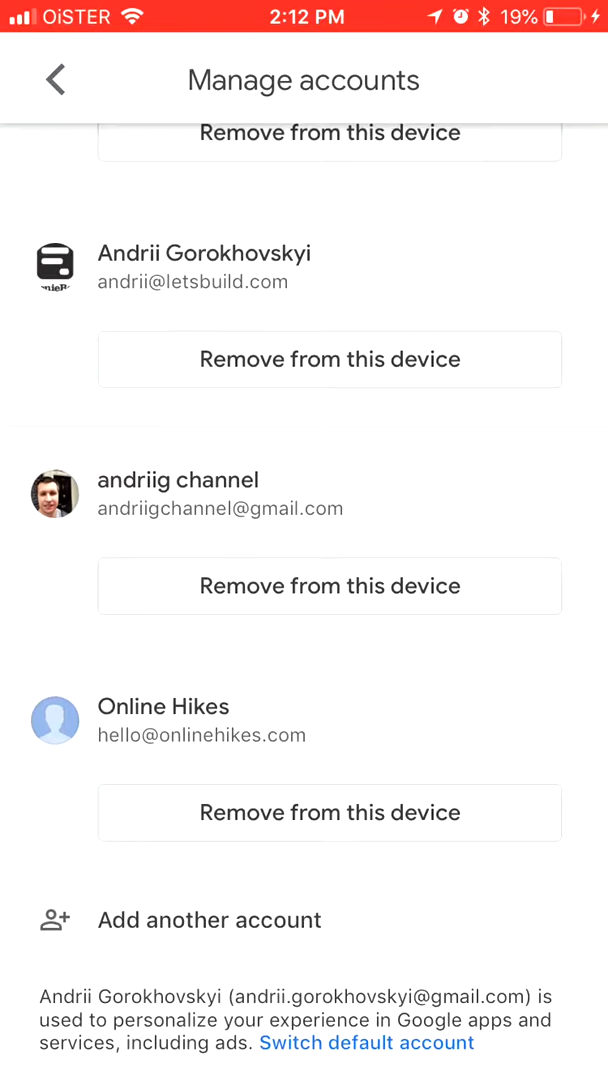 OiSTER 2:12 PM 19%
Manage accounts
Remove from this device
Andrii Gorokhovskyi
andrii@letsbuild.com
Remove from this device
andriig channel
andriigchannel@gmail.com
Remove from this device
Online Hikes
hello@onlinehikes.com
Remove from this device
Add another account
Andrii Gorokhovskyi (andrii.gorokhovskyi@gmail.com) is
used to personalize your experience in Google apps and
services, including ads. Switch default account